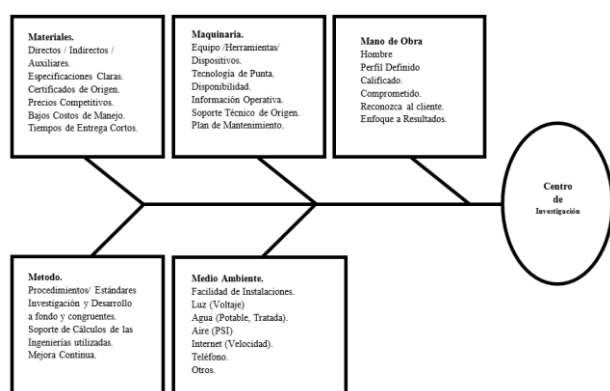 Materiales.
Directos / Indirectos /
Auxiliares.
Especificaciones Claras.
Certificados de Origen.
Precios Competitivos.
Bajos Costos de Manejo.
Tiempos de Entrega Cortos.
Maquinaria.
Equipo /Herramientas/
Dispositivos.
Tecnología de Punta.
Disponibilidad.
Información Operativa.
Soporte Técnico de Origen.
Plan de Mantenimiento.
Mano de Obra
Hombre
Perfil Definido
Calificado.
Comprometido.
Reconozca al cliente.
Enfoque a Resultados.
Centro
de
Investigación
Metodo.
Procedimientos/ Estándares
Investigación y Desarrollo
a fondo y congruentes.
Soporte de Cálculos de las
Ingenierías utilizadas.
Mejora Continua.
Medio Ambiente.
Facilidad de Instalaciones.
Luz (Voltaje)
Agua (Potable, Tratada).
Aire (PSI)
Internet (Velocidad).
Teléfono.
Otros.